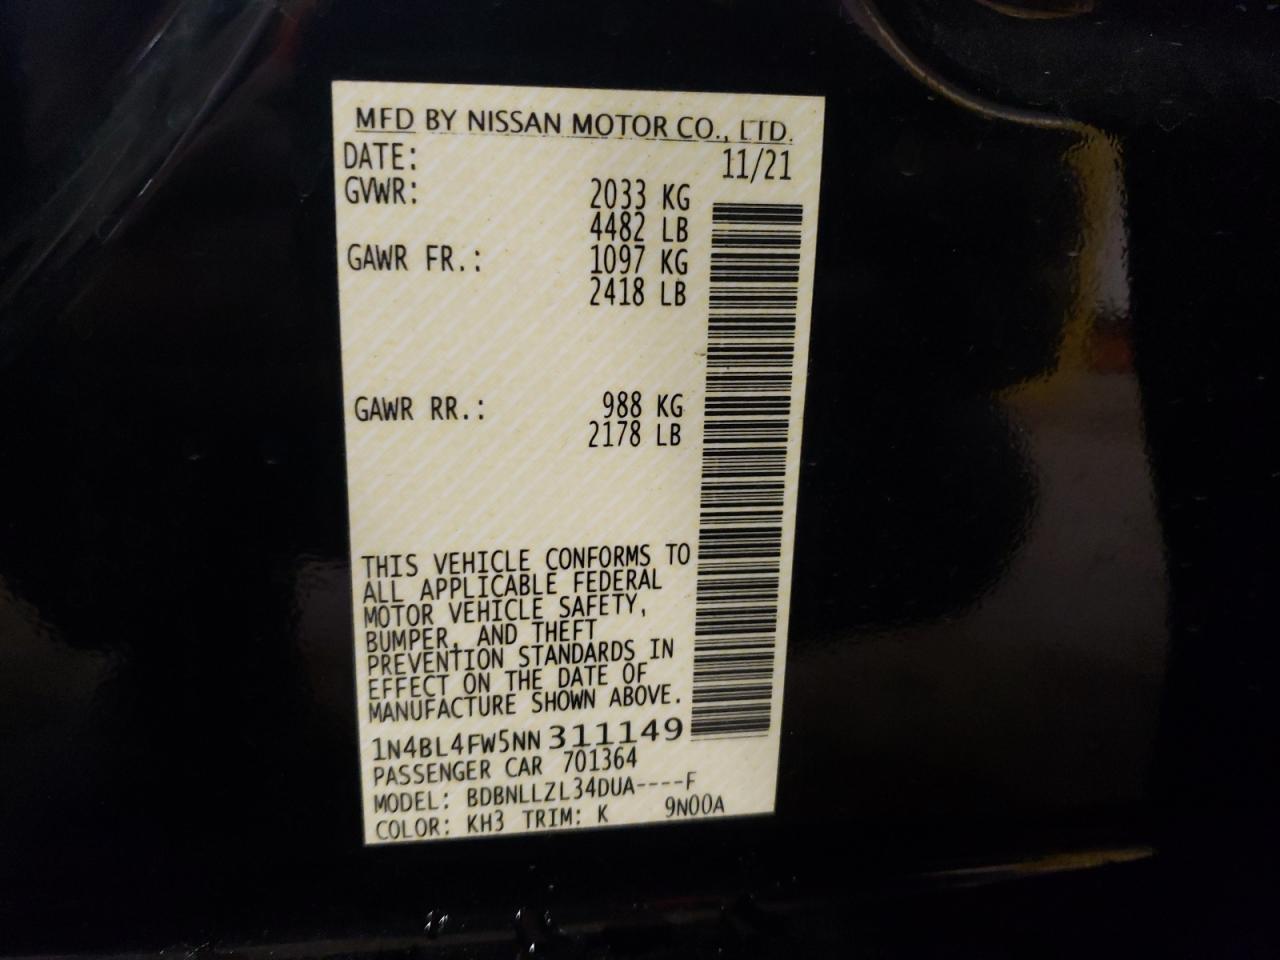 MFD BY NISSAN MOTOR CO., LTD.
DATE: 11/21
GVWR: 2033 KG
4482 LB
GAWR FR.: 1097 KG
2418 LB
GAWR RR.: 988 KG
2178 LB
THIS VEHICLE CONFORMS TO
ALL APPLICABLE FEDERAL
MOTOR VEHICLE SAFETY,
BUMPER, AND THEFT
PREVENTION STANDARDS IN
EFFECT ON THE DATE OF
MANUFACTURE SHOWN ABOVE.
1N4BL4FW5NN311149
PASSENGER CAR 701364
MODEL: BDBNLLZL34DUA----F
COLOR: KH3 TRIM: K 9N00A